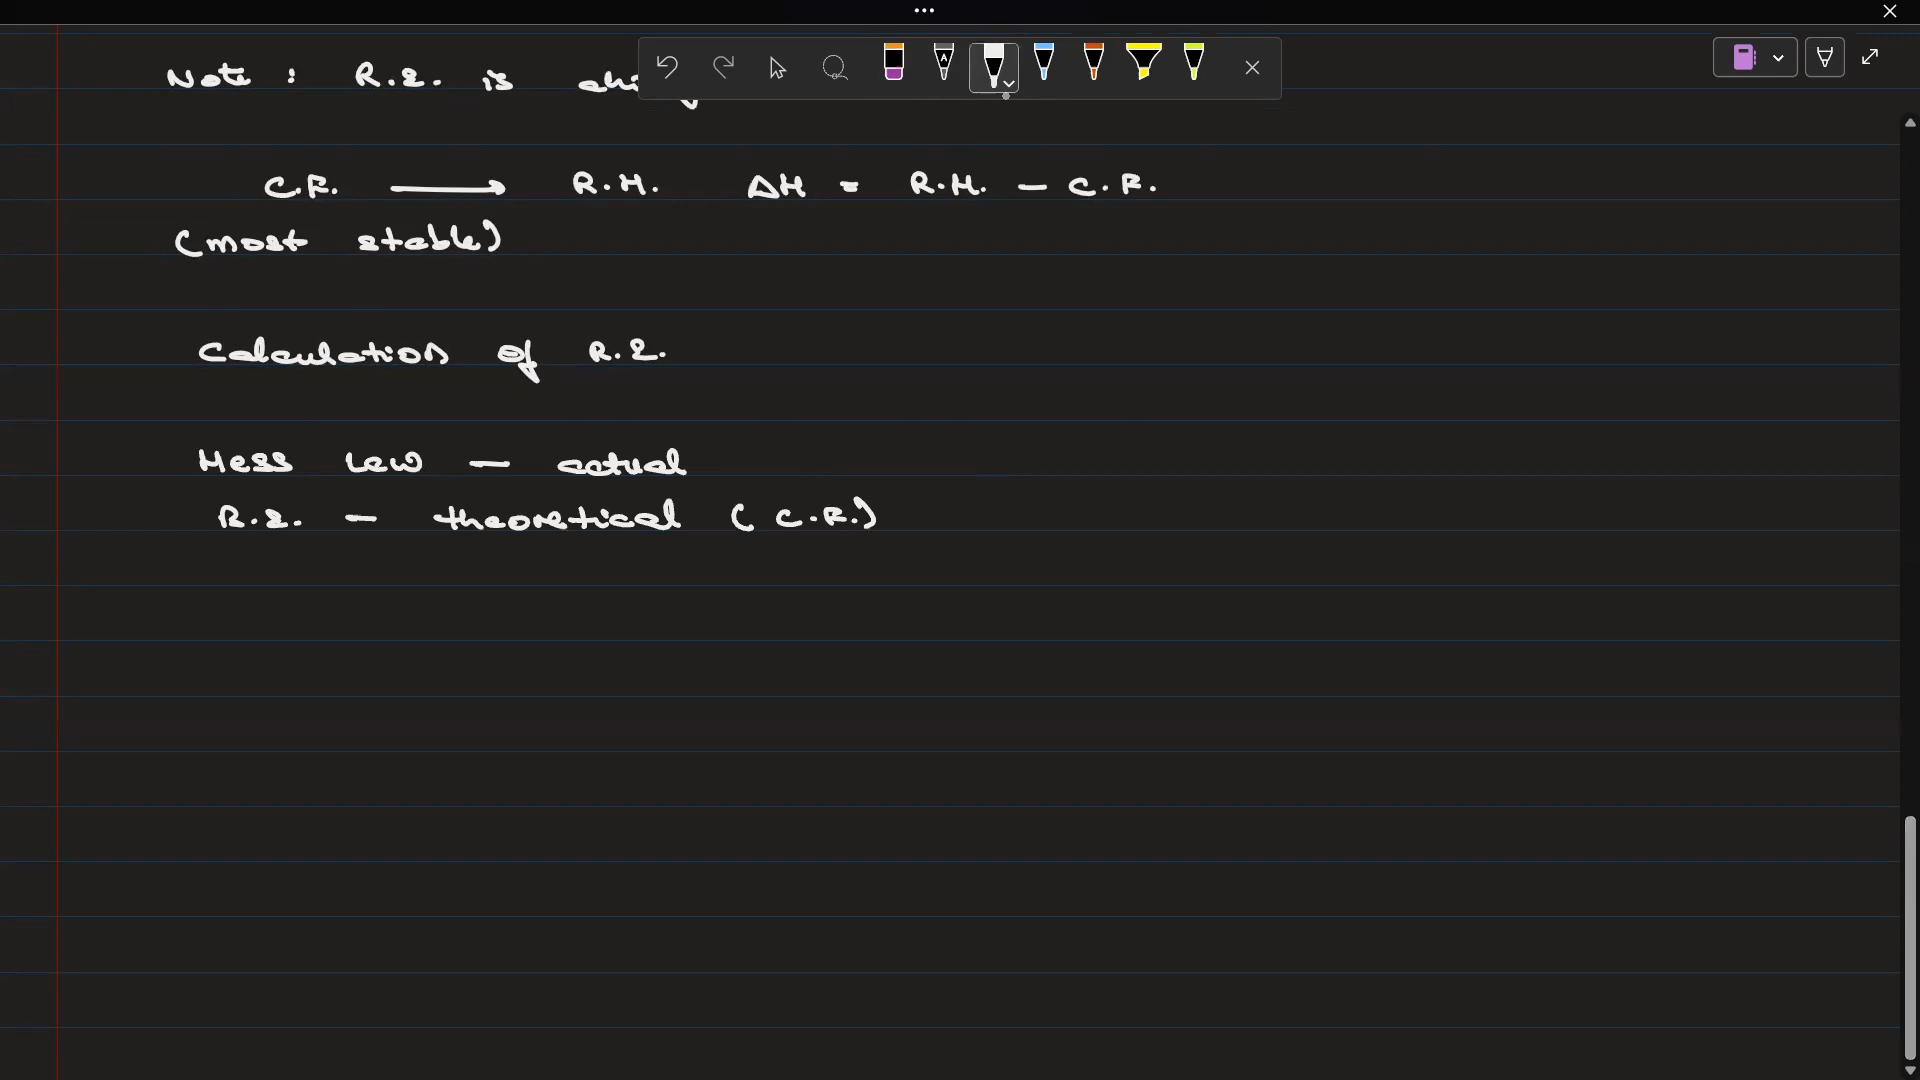 Note : R.E. is
C.R. → R.H. ΔH = R.H. - C.R.
(most stable)
Calculation of R.E.
Hess Law - actual
R.E. - theoretical (C.R.)